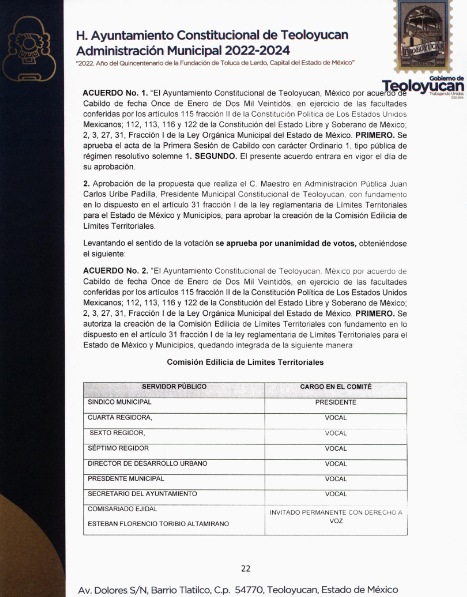 H. Ayuntamiento Constitucional de Teoloyucan
Administración Municipal 2022-2024
"2022. Año del Quincentenario de la Fundación de Toluca de Lerdo, Capital del Estado de México"
TEOLOYUCAN
Gobierno de
Teoloyucan
Trabajando Unidos
ACUERDO No. 1. "El Ayuntamiento Constitucional de Teoloyucan, México por acuerdo de
Cabildo de fecha Once de Enero de Dos Mil Veintidós, en ejercicio de las facultades
conferidas por los artículos 115 fracción II de la Constitución Política de Los Estados Unidos
Mexicanos; 112, 113, 116 y 122 de la Constitución del Estado Libre y Soberano de México;
2, 3, 27, 31, Fracción I de la Ley Orgánica Municipal del Estado de México. PRIMERO. Se
aprueba el acta de la Primera Sesión de Cabildo con carácter Ordinario 1, tipo pública de
régimen resolutivo solemne 1. SEGUNDO. El presente acuerdo entrara en vigor el día de
su aprobación.
2. Aprobación de la propuesta que realiza el C. Maestro en Administración Pública Juan
Carlos Uribe Padilla, Presidente Municipal Constitucional de Teoloyucan, con fundamento
en lo dispuesto en el artículo 31 fracción I de la ley reglamentaria de Límites Territoriales
para el Estado de México y Municipios, para aprobar la creación de la Comisión Edilicia de
Límites Territoriales.
Levantando el sentido de la votación se aprueba por unanimidad de votos, obteniéndose
el siguiente:
ACUERDO No. 2. "El Ayuntamiento Constitucional de Teoloyucan, México por acuerdo de
Cabildo de fecha Once de Enero de Dos Mil Veintidós, en ejercicio de las facultades
conferidas por los artículos 115 fracción II de la Constitución Política de Los Estados Unidos
Mexicanos; 112, 113, 116 y 122 de la Constitución del Estado Libre y Soberano de México;
2, 3, 27, 31, Fracción I de la Ley Orgánica Municipal del Estado de México. PRIMERO. Se
autoriza la creación de la Comisión Edilicia de Límites Territoriales con fundamento en lo
dispuesto en el artículo 31 fracción I de la ley reglamentaria de Límites Territoriales para el
Estado de México y Municipios, quedando integrada de la siguiente manera
Comisión Edilicia de Límites Territoriales
SERVIDOR PÚBLICO CARGO EN EL COMITÉ
SINDICO MUNICIPAL PRESIDENTE
CUARTA REGIDORA, VOCAL
SEXTO REGIDOR, VOCAL
SÉPTIMO REGIDOR VOCAL
DIRECTOR DE DESARROLLO URBANO VOCAL
PRESDENTE MUNICIPAL VOCAL
SECRETARIO DEL AYUNTAMIENTO VOCAL
COMISARIADO EJIDAL INVITADO PERMANENTE CON DERECHO A
ESTEBAN FLORENCIO TORIBIO ALTAMIRANO VOZ
22
Av. Dolores S/N, Barrio Tlatilco, C.p. 54770, Teoloyucan, Estado de México